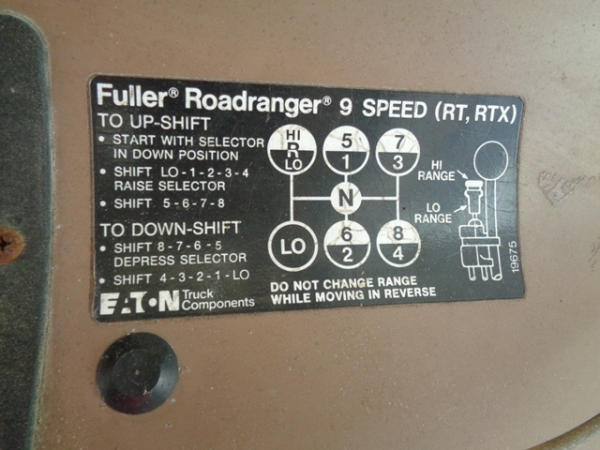 Fuller® Roadranger® 9 SPEED (RT, RTX)
TO UP-SHIFT
• START WITH SELECTOR
IN DOWN POSITION
• SHIFT LO-1-2-3-4
RAISE SELECTOR
• SHIFT 5-6-7-8
TO DOWN-SHIFT
• SHIFT 8-7-6-5
DEPRESS SELECTOR
• SHIFT 4-3-2-1-LO
EATON Truck
Components
HI
R
LO
5
1
7
3
N
LO
6
2
8
4
DO NOT CHANGE RANGE
WHILE MOVING IN REVERSE
HI
RANGE
LO
RANGE
19675